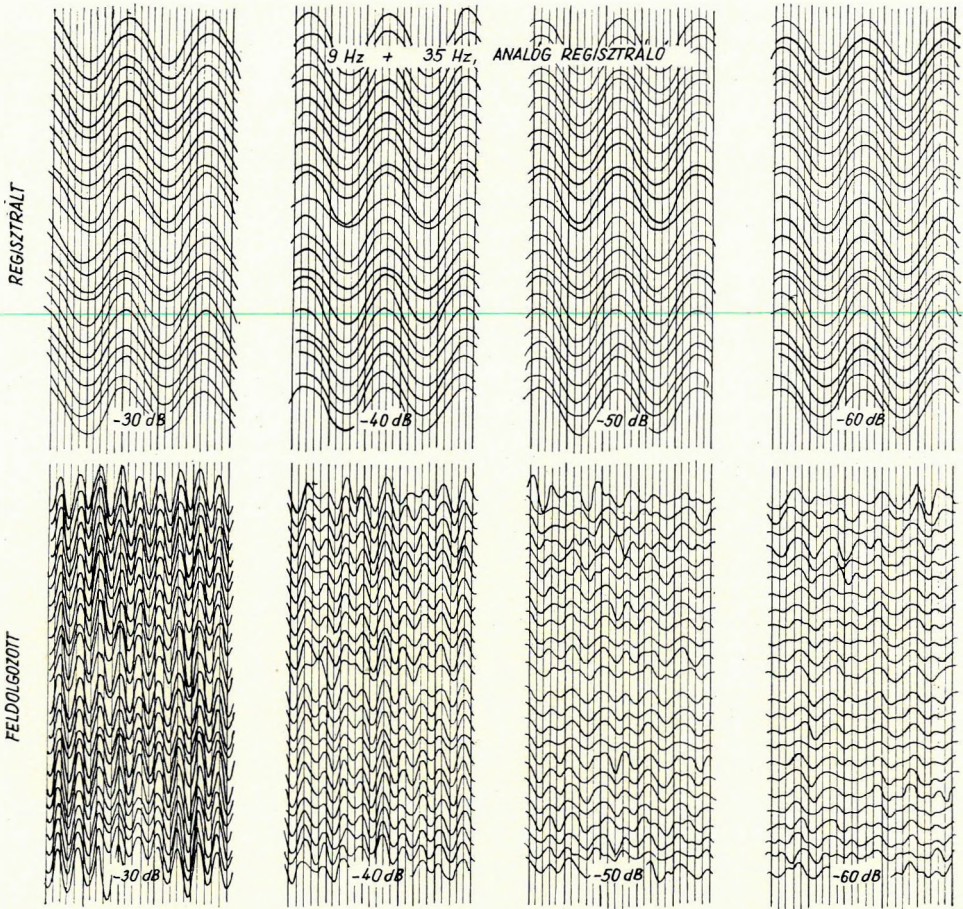 9 Hz + 35 Hz, ANALÓG REGISZTRÁLÓ
REGISZTRÁLT
-30 dB
-40 dB
-50 dB
-60 dB
FELDOLGOZOTT
-30 dB
-40 dB
-50 dB
-60 dB